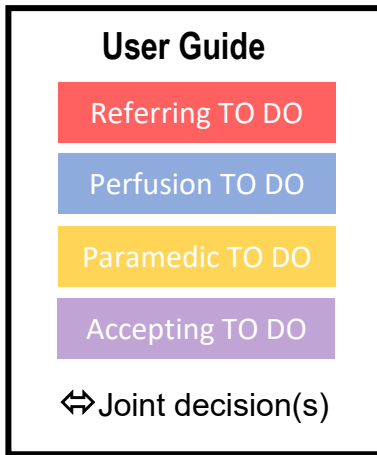 User Guide
Referring TO DO
Perfusion TO DO
Paramedic TO DO
Accepting TO DO
⇔Joint decision(s)